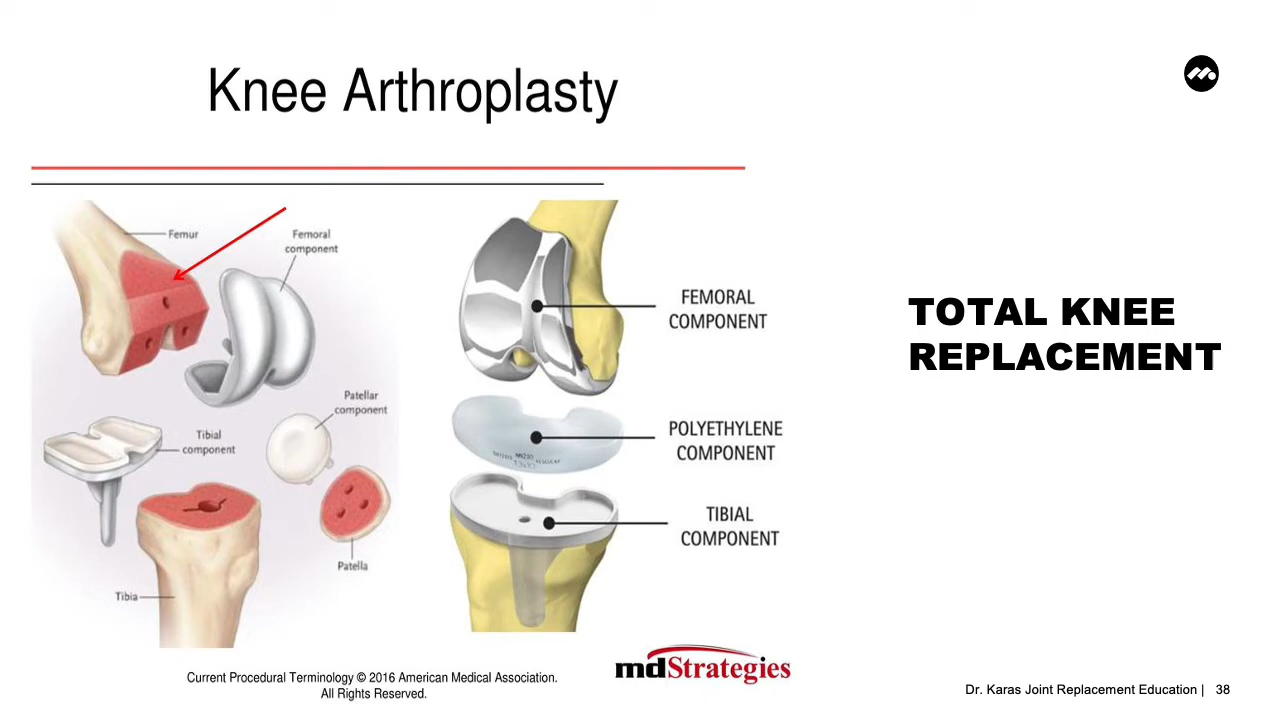 Knee Arthroplasty
Femur
Femoral
component
Patellar
component
Tibial
component
Patella
Tibia
FEMORAL
COMPONENT
POLYETHYLENE
COMPONENT
TIBIAL
COMPONENT
TOTAL KNEE
REPLACEMENT
mdStrategies
Current Procedural Terminology © 2016 American Medical Association.
All Rights Reserved.
Dr. Karas Joint Replacement Education | 38